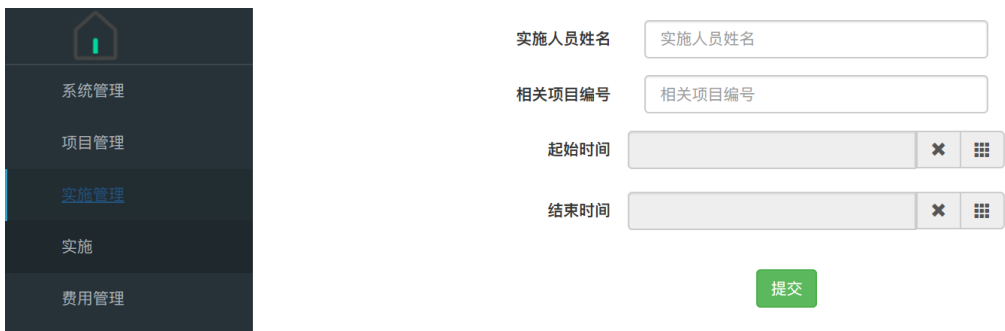 系统管理
项目管理
实施管理
实施
费用管理
实施人员姓名 实施人员姓名
相关项目编号 相关项目编号
起始时间
结束时间
提交